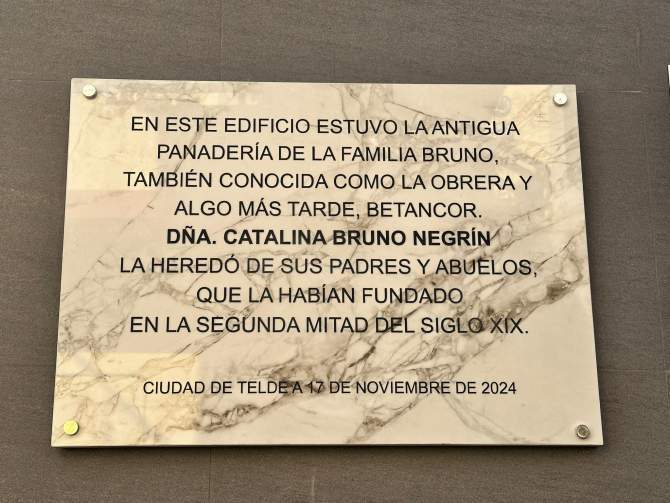 EN ESTE EDIFICIO ESTUVO LA ANTIGUA
PANADERÍA DE LA FAMILIA BRUNO,
TAMBIÉN CONOCIDA COMO LA OBRERA Y
ALGO MÁS TARDE, BETANCOR.
DÑA. CATALINA BRUNO NEGRÍN
LA HEREDÓ DE SUS PADRES Y ABUELOS,
QUE LA HABÍAN FUNDADO
EN LA SEGUNDA MITAD DEL SIGLO XIX.
CIUDAD DE TELDE A 17 DE NOVIEMBRE DE 2024